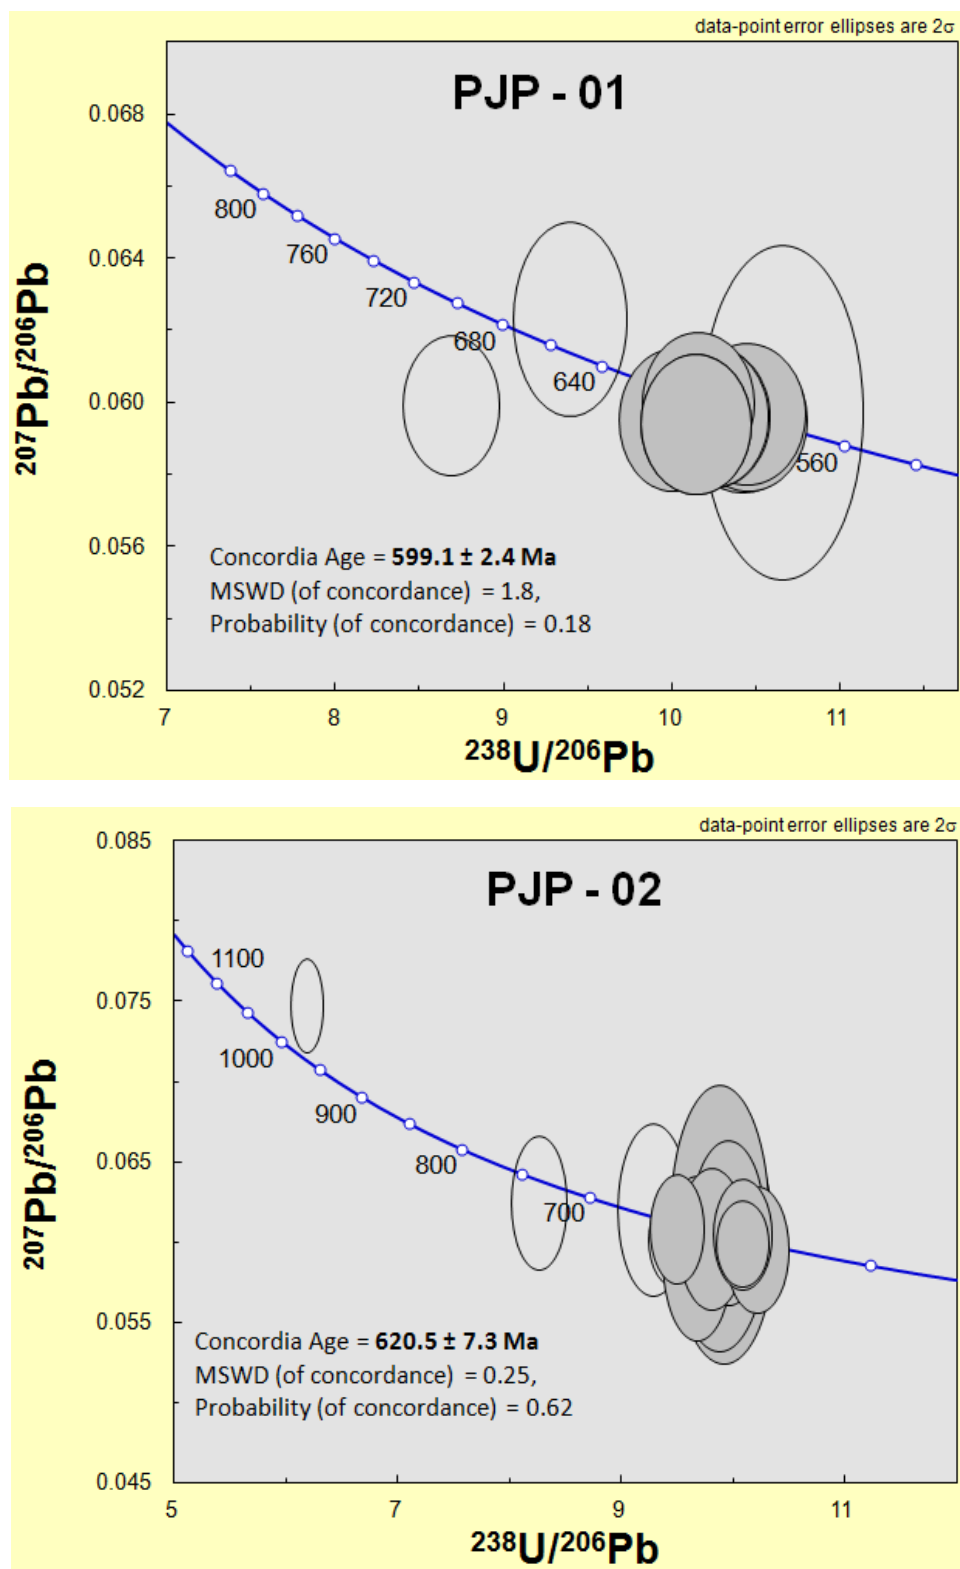 data-point error ellipses are 2σ
PJP - 01
0.068
0.064
0.060
0.056
0.052
207Pb/206Pb
800
760
720
680
640
560
Concordia Age = 599.1 ± 2.4 Ma
MSWD (of concordance) = 1.8,
Probability (of concordance) = 0.18
7 8 9 10 11
238U/206Pb
data-point error ellipses are 2σ
PJP - 02
0.085
0.075
0.065
0.055
0.045
207Pb/206Pb
1100
1000
900
800
700
Concordia Age = 620.5 ± 7.3 Ma
MSWD (of concordance) = 0.25,
Probability (of concordance) = 0.62
5 7 9 11
238U/206Pb